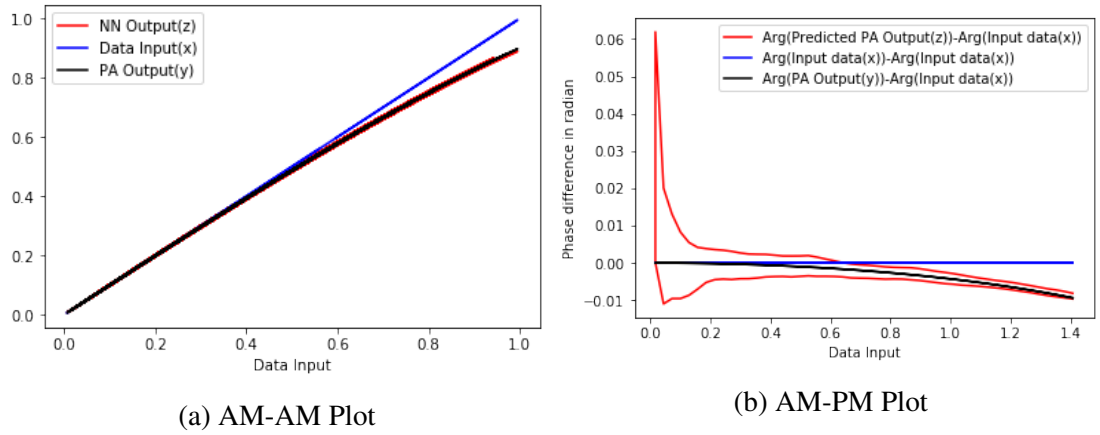 1.0
0.8
0.6
0.4
0.2
0.0
NN Output(z)
Data Input(x)
PA Output(y)
0.0 0.2 0.4 0.6 0.8 1.0
Data Input
(a) AM-AM Plot
Phase difference in radian
0.06
0.05
0.04
0.03
0.02
0.01
0.00
−0.01
Arg(Predicted PA Output(z))-Arg(Input data(x))
Arg(Input data(x))-Arg(Input data(x))
Arg(PA Output(y))-Arg(Input data(x))
0.0 0.2 0.4 0.6 0.8 1.0 1.2 1.4
Data Input
(b) AM-PM Plot